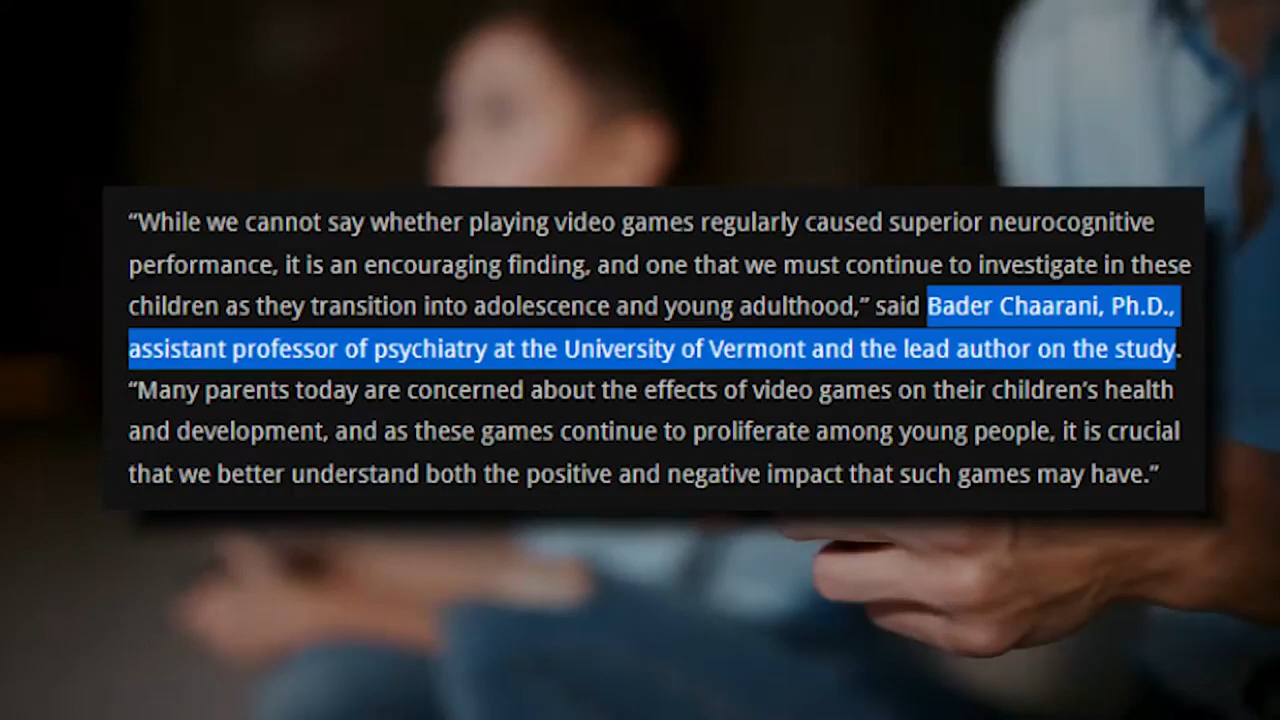 “While we cannot say whether playing video games regularly caused superior neurocognitive
performance, it is an encouraging finding, and one that we must continue to investigate in these
children as they transition into adolescence and young adulthood,” said Bader Chaarani, Ph.D.,
assistant professor of psychiatry at the University of Vermont and the lead author on the study.
“Many parents today are concerned about the effects of video games on their children’s health
and development, and as these games continue to proliferate among young people, it is crucial
that we better understand both the positive and negative impact that such games may have.”